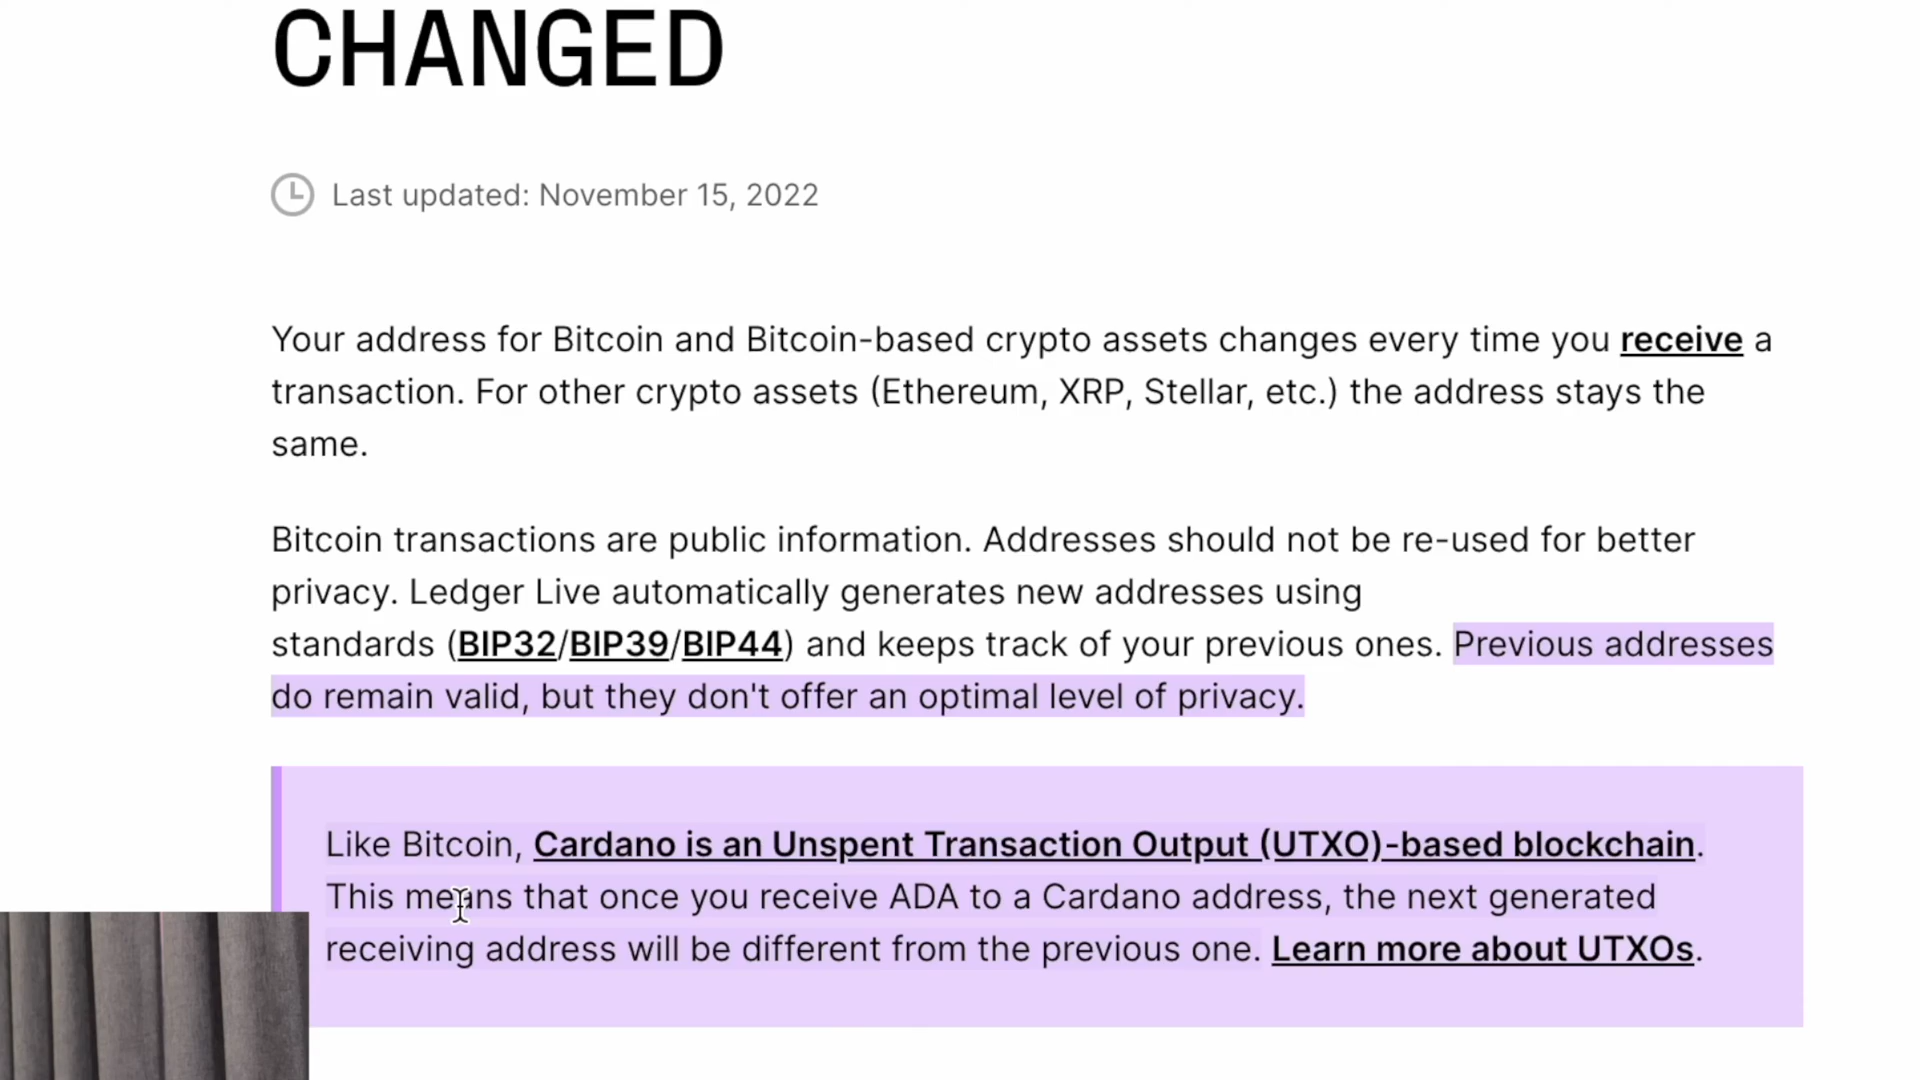 CHANGED
Last updated: November 15, 2022
Your address for Bitcoin and Bitcoin-based crypto assets changes every time you receive a
transaction. For other crypto assets (Ethereum, XRP, Stellar, etc.) the address stays the
same.
Bitcoin transactions are public information. Addresses should not be re-used for better
privacy. Ledger Live automatically generates new addresses using
standards (BIP32/BIP39/BIP44) and keeps track of your previous ones. Previous addresses
do remain valid, but they don't offer an optimal level of privacy.
Like Bitcoin, Cardano is an Unspent Transaction Output (UTXO)-based blockchain.
This means that once you receive ADA to a Cardano address, the next generated
receiving address will be different from the previous one. Learn more about UTXOs.